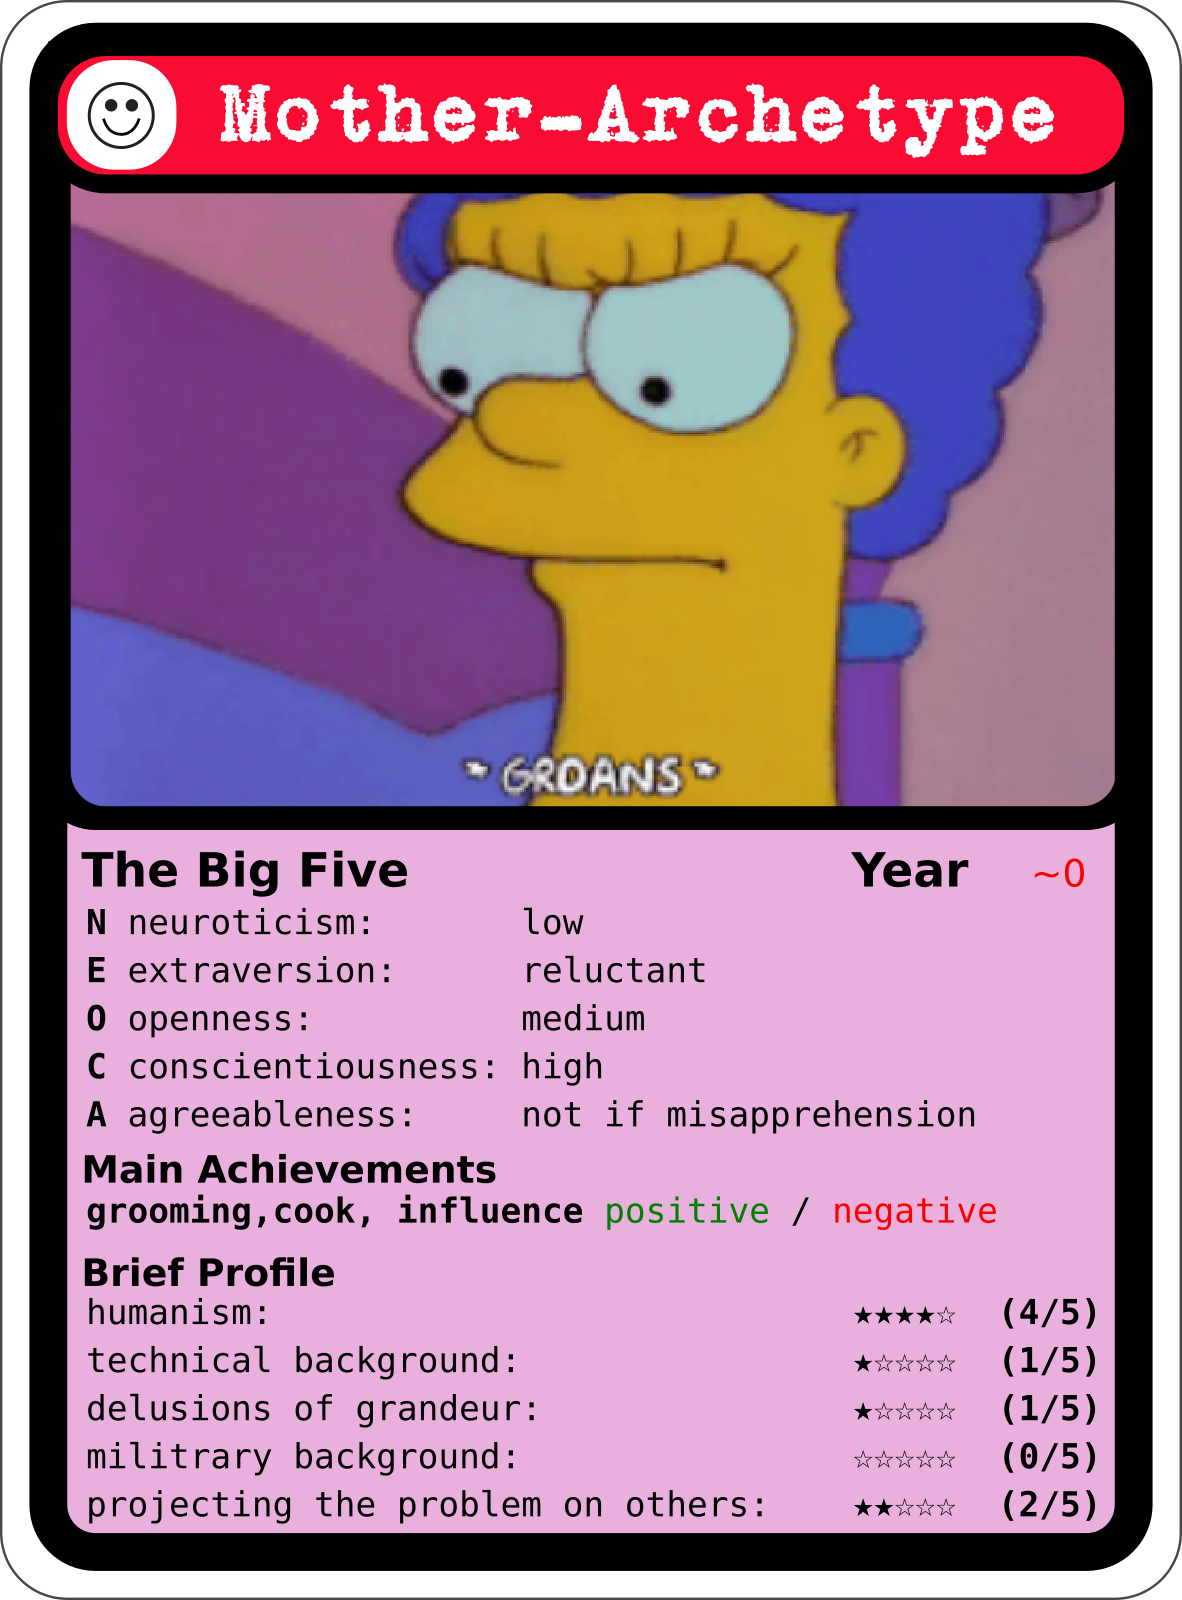 Mother-Archetype
~ GROANS ~
The Big Five Year ~0
N neuroticism: low
E extraversion: reluctant
O openness: medium
C conscientiousness: high
A agreeableness: not if misapprehension
Main Achievements
grooming,cook, influence positive / negative
Brief Profile
humanism: ★★★★☆ (4/5)
technical background: ★☆☆☆☆ (1/5)
delusions of grandeur: ★☆☆☆☆ (1/5)
militrary background: ☆☆☆☆☆ (0/5)
projecting the problem on others: ★★☆☆☆ (2/5)